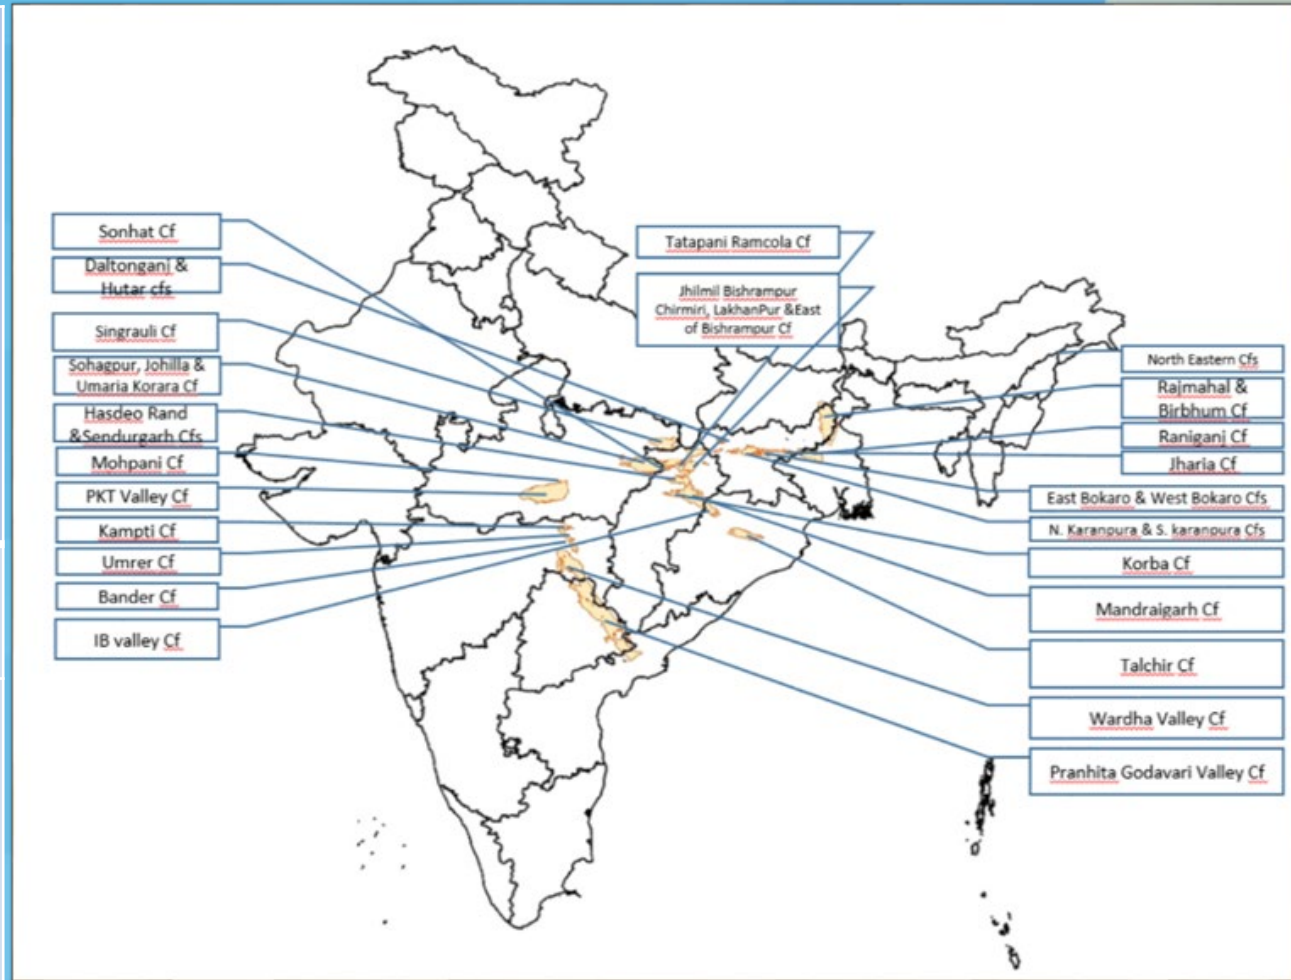 Sonhat Cf
Daltonganj &
Hutar cfs
Singrauli Cf
Sohagpur, Johilla &
Umaria Korara Cf
Hasdeo Rand
&Sendurgarh Cfs
Mohpani Cf
PKT Valley Cf
Kampti Cf
Umrer Cf
Bander Cf
IB valley Cf
Tatapani Ramcola Cf
Jhilmil Bishrampur
Chirmiri, LakhanPur &East
of Bishrampur Cf
North Eastern Cfs
Rajmahal &
Birbhum Cf
Raniganj Cf
Jharia Cf
East Bokaro & West Bokaro Cfs
N. Karanpura & S. karanpura Cfs
Korba Cf
Mandraigarh Cf
Talchir Cf
Wardha Valley Cf
Pranhita Godavari Valley Cf